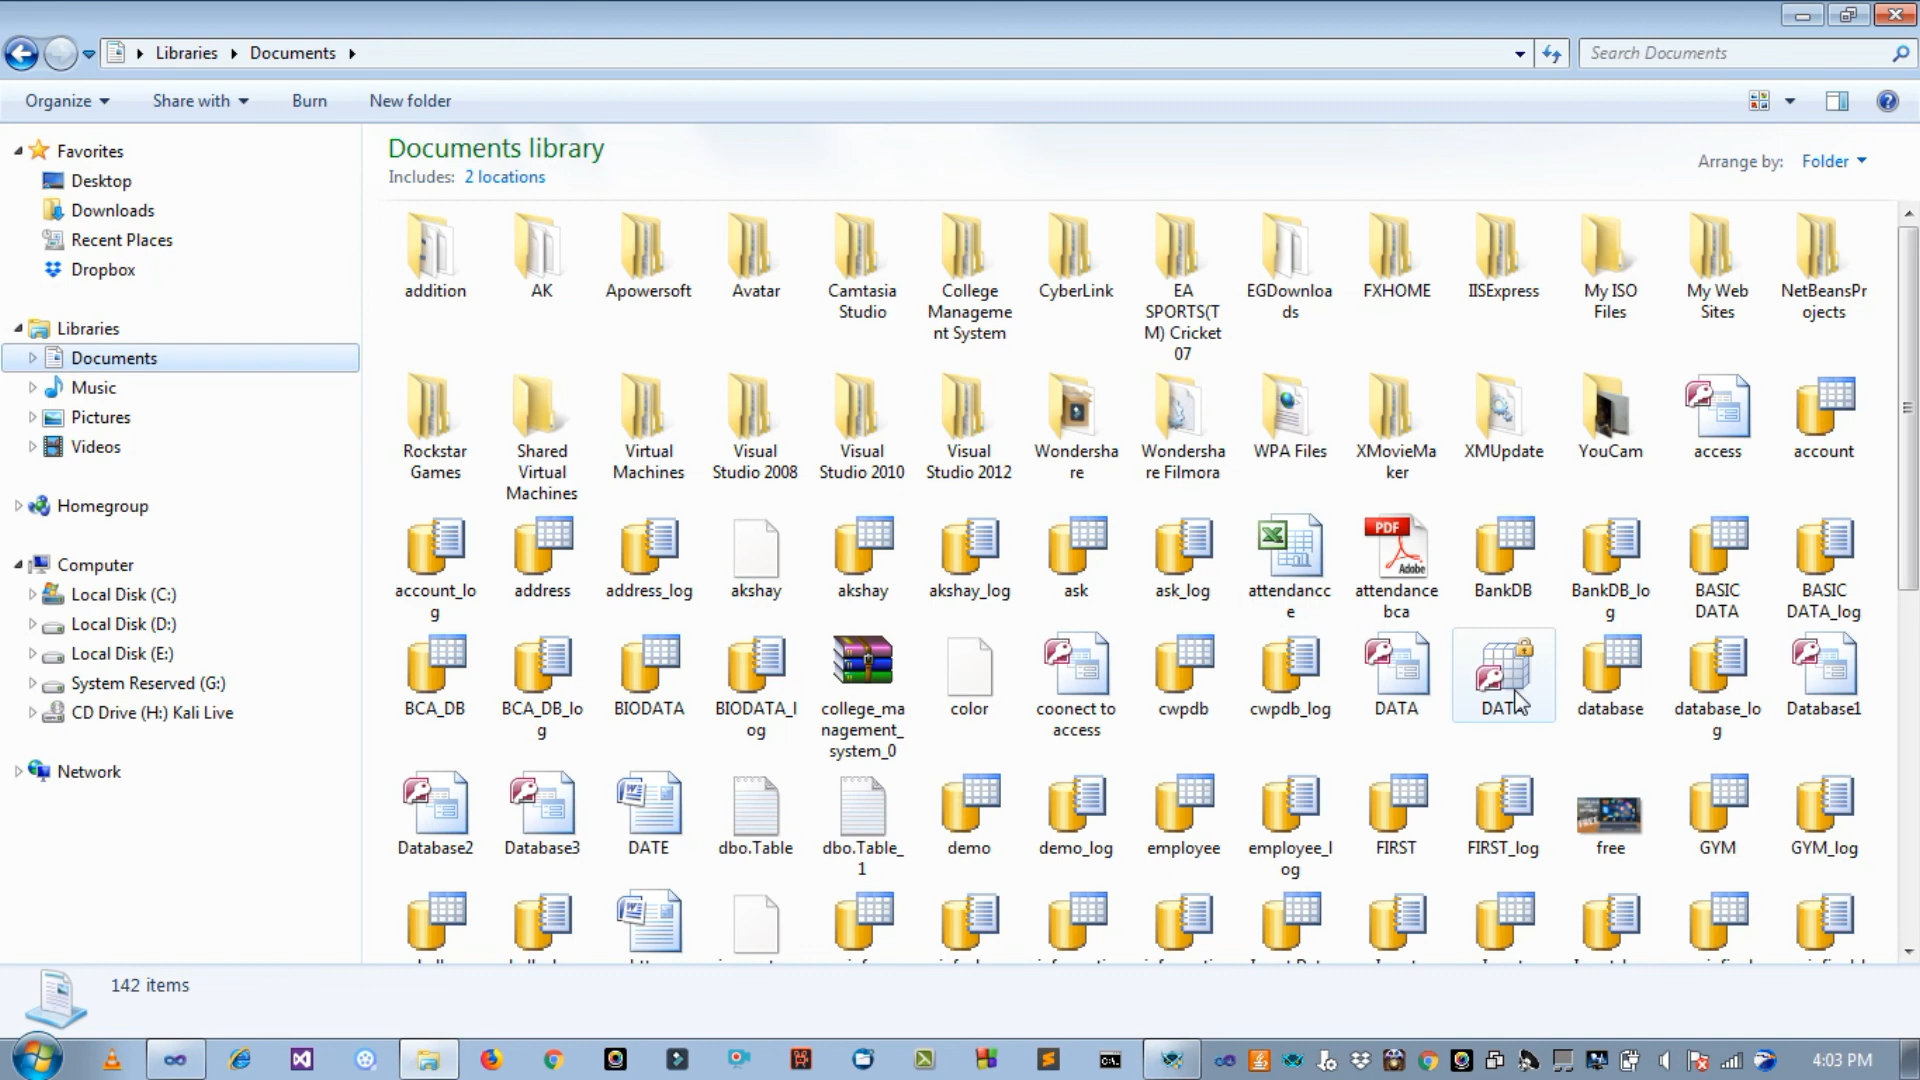 Libraries Documents
Search Documents
Organize Share with Burn New folder
Favorites
Desktop
Downloads
Recent Places
Dropbox
Libraries
Documents
Music
Pictures
Videos
Homegroup
Computer
Local Disk (C:)
Local Disk (D:)
Local Disk (E:)
System Reserved (G:)
CD Drive (H:) Kali Live
Network
Documents library
Includes: 2 locations
Arrange by: Folder
addition
AK
Apowersoft
Avatar
Camtasia
Studio
College
Manageme
nt System
CyberLink
EA
SPORTS(T
M) Cricket
07
EGDownloa
ds
FXHOME
IISExpress
My ISO
Files
My Web
Sites
NetBeansPr
ojects
Rockstar
Games
Shared
Virtual
Machines
Virtual
Machines
Visual
Studio 2008
Visual
Studio 2010
Visual
Studio 2012
Wondersha
re
Wondersha
re Filmora
WPA Files
XMovieMa
ker
XMUpdate
YouCam
access
account
account_lo
g
address
address_log
akshay
akshay
akshay_log
ask
ask_log
attendancc
e
PDF
Adobe
attendance
bca
BankDB
BankDB_lo
g
BASIC
DATA
BASIC
DATA_log
BCA_DB
BCA_DB_lo
g
BIODATA
BIODATA_l
og
college_ma
nagement_
system_0
color
coonect to
access
cwpdb
cwpdb_log
DATA
database
database_lo
g
Database1
Database2
Database3
DATE
dbo.Table
dbo.Table_
1
demo
demo_log
employee
employee_l
og
FIRST
FIRST_log
free
GYM
GYM_log
142 items
4:03 PM